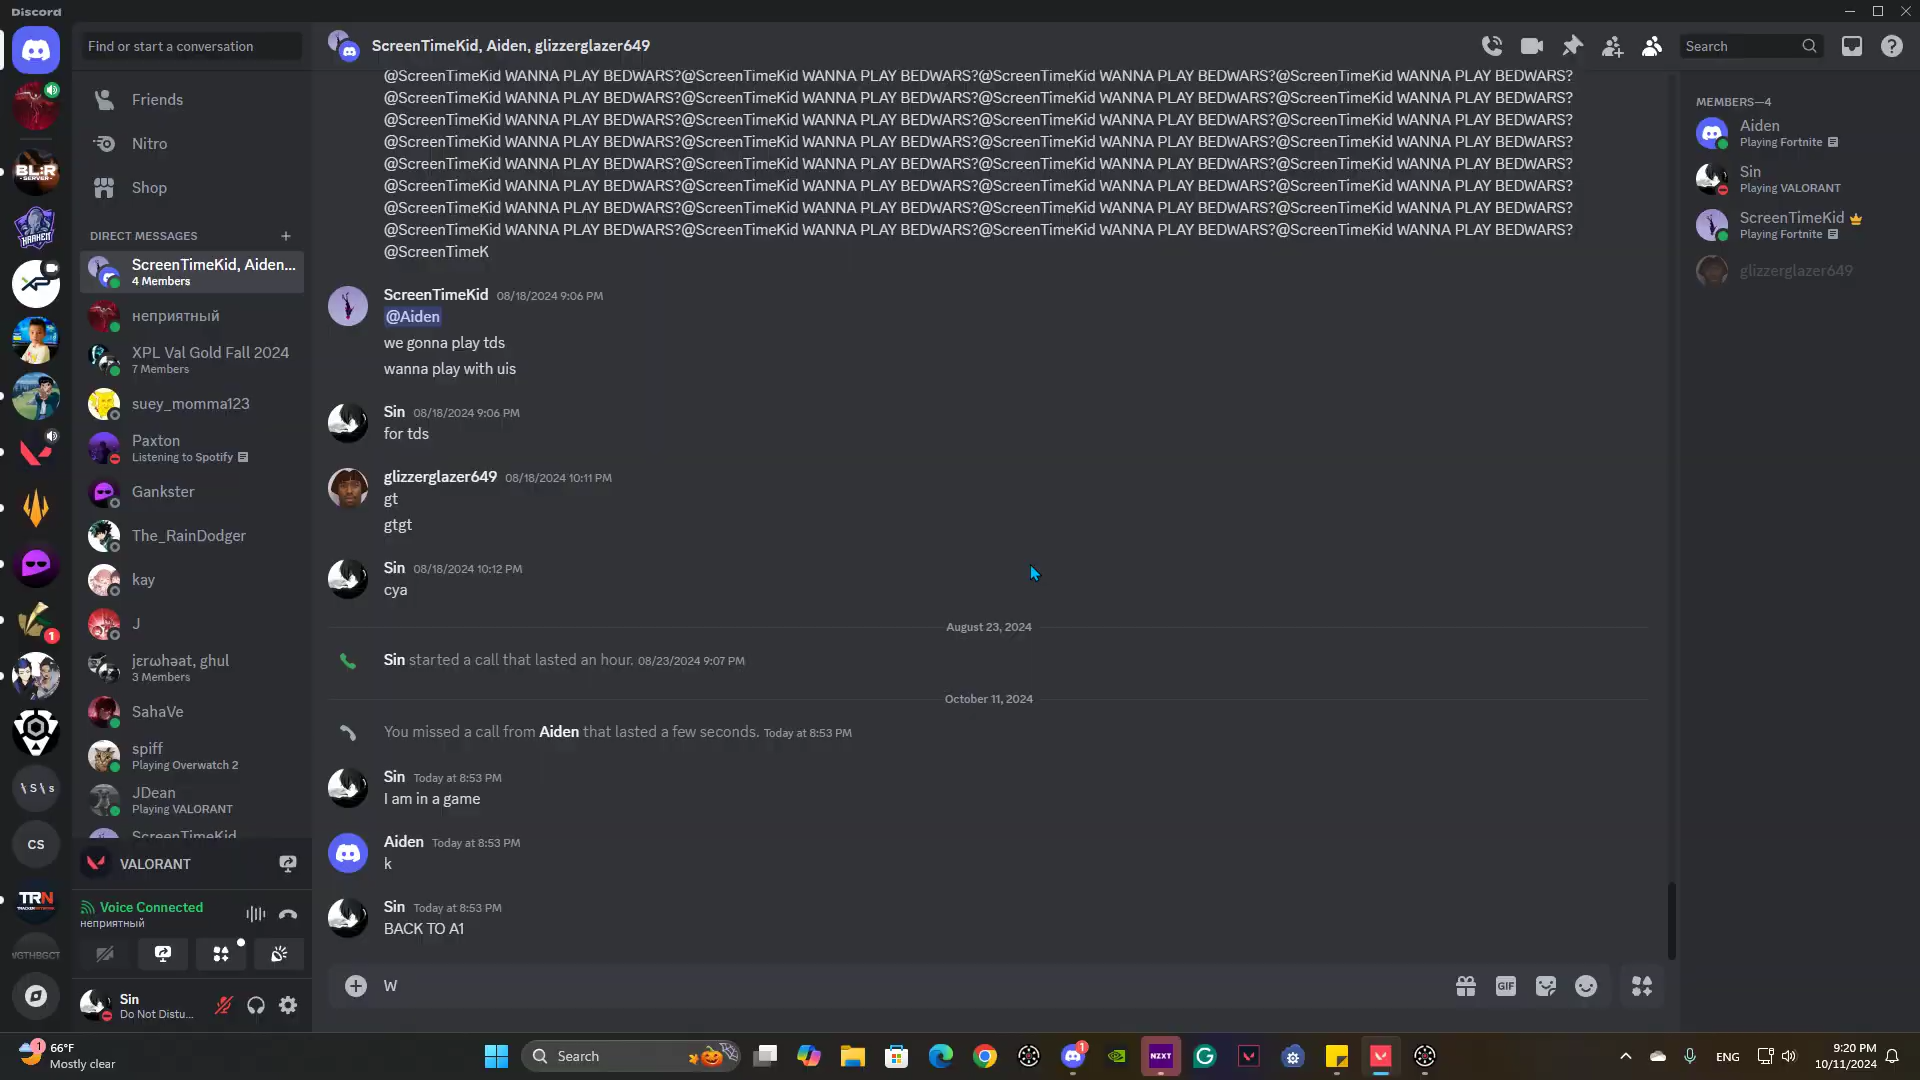 Discord
Find or start a conversation
Friends
Nitro
Shop
DIRECT MESSAGES
ScreenTimeKid, Aiden...
4 Members
неприятный
XPL Val Gold Fall 2024
7 Members
suey_momma123
Paxton
Listening to Spotify
Gankster
The_RainDodger
kay
J
jɛrωhəat, ghul
3 Members
SahaVe
spiff
Playing Overwatch 2
JDean
Playing VALORANT
ScreenTimeKid
VALORANT
Voice Connected
неприятный
Sin
Do Not Distu...
BL:R
SERVER
KRAKEN
1
\ S \ s
CS
TRN
VGTHBGCT
ScreenTimeKid, Aiden, glizzerglazer649
Search
@ScreenTimeKid WANNA PLAY BEDWARS?@ScreenTimeKid WANNA PLAY BEDWARS?@ScreenTimeKid WANNA PLAY BEDWARS?@ScreenTimeKid WANNA PLAY BEDWARS?
@ScreenTimeKid WANNA PLAY BEDWARS?@ScreenTimeKid WANNA PLAY BEDWARS?@ScreenTimeKid WANNA PLAY BEDWARS?@ScreenTimeKid WANNA PLAY BEDWARS?
@ScreenTimeKid WANNA PLAY BEDWARS?@ScreenTimeKid WANNA PLAY BEDWARS?@ScreenTimeKid WANNA PLAY BEDWARS?@ScreenTimeKid WANNA PLAY BEDWARS?
@ScreenTimeKid WANNA PLAY BEDWARS?@ScreenTimeKid WANNA PLAY BEDWARS?@ScreenTimeKid WANNA PLAY BEDWARS?@ScreenTimeKid WANNA PLAY BEDWARS?
@ScreenTimeKid WANNA PLAY BEDWARS?@ScreenTimeKid WANNA PLAY BEDWARS?@ScreenTimeKid WANNA PLAY BEDWARS?@ScreenTimeKid WANNA PLAY BEDWARS?
@ScreenTimeKid WANNA PLAY BEDWARS?@ScreenTimeKid WANNA PLAY BEDWARS?@ScreenTimeKid WANNA PLAY BEDWARS?@ScreenTimeKid WANNA PLAY BEDWARS?
@ScreenTimeKid WANNA PLAY BEDWARS?@ScreenTimeKid WANNA PLAY BEDWARS?@ScreenTimeKid WANNA PLAY BEDWARS?@ScreenTimeKid WANNA PLAY BEDWARS?
@ScreenTimeKid WANNA PLAY BEDWARS?@ScreenTimeKid WANNA PLAY BEDWARS?@ScreenTimeKid WANNA PLAY BEDWARS?@ScreenTimeKid WANNA PLAY BEDWARS?
@ScreenTimeK
ScreenTimeKid 08/18/2024 9:06 PM
@Aiden
we gonna play tds
wanna play with uis
Sin 08/18/2024 9:06 PM
for tds
glizzerglazer649 08/18/2024 10:11 PM
gt
gtgt
Sin 08/18/2024 10:12 PM
cya
August 23, 2024
Sin started a call that lasted an hour. 08/23/2024 9:07 PM
October 11, 2024
You missed a call from Aiden that lasted a few seconds. Today at 8:53 PM
Sin Today at 8:53 PM
I am in a game
Aiden Today at 8:53 PM
k
Sin Today at 8:53 PM
BACK TO A1
W
GIF
MEMBERS—4
Aiden
Playing Fortnite
Sin
Playing VALORANT
ScreenTimeKid
Playing Fortnite
glizzerglazer649
1
66°F
Mostly clear
Search
1
NZXT
ENG
9:20 PM
10/11/2024